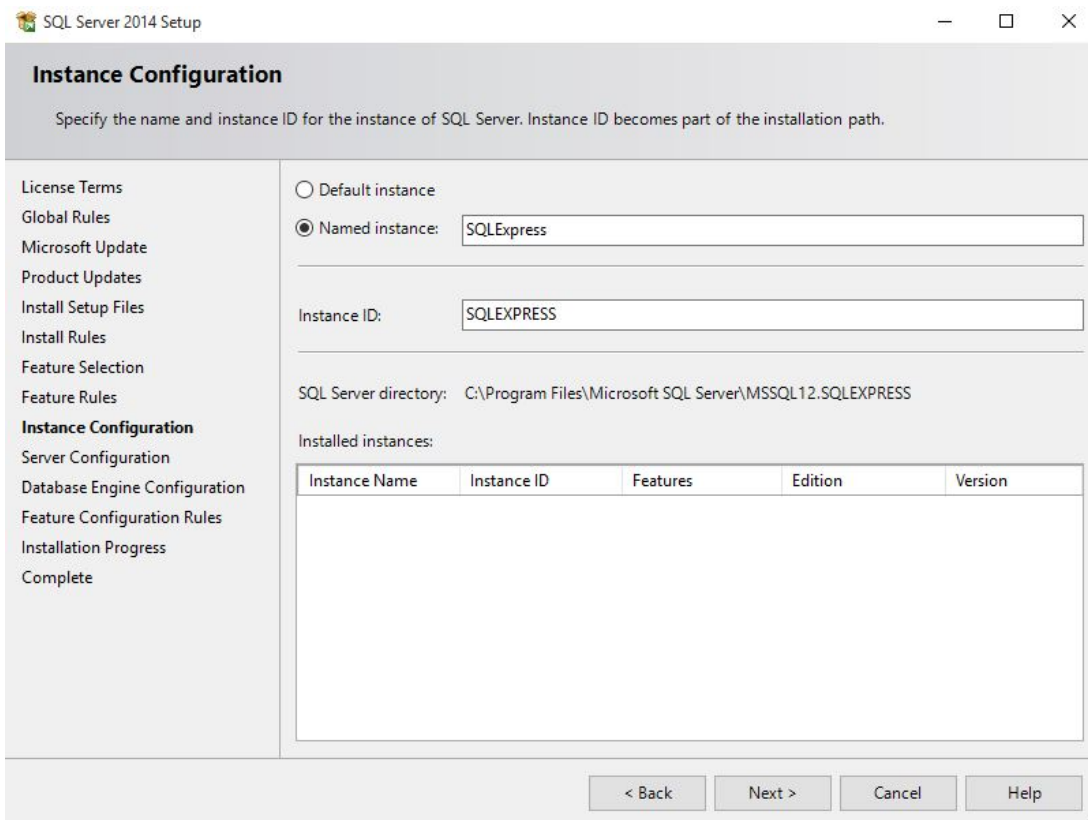 SQL Server 2014 Setup
Instance Configuration
Specify the name and instance ID for the instance of SQL Server. Instance ID becomes part of the installation path.
License Terms
Global Rules
Microsoft Update
Product Updates
Install Setup Files
Install Rules
Feature Selection
Feature Rules
Instance Configuration
Server Configuration
Database Engine Configuration
Feature Configuration Rules
Installation Progress
Complete
Default instance
Named instance: SQLExpress
Instance ID: SQLEXPRESS
SQL Server directory: C:\Program Files\Microsoft SQL Server\MSSQL12.SQLEXPRESS
Installed instances:
Instance Name Instance ID Features Edition Version
< Back Next > Cancel Help